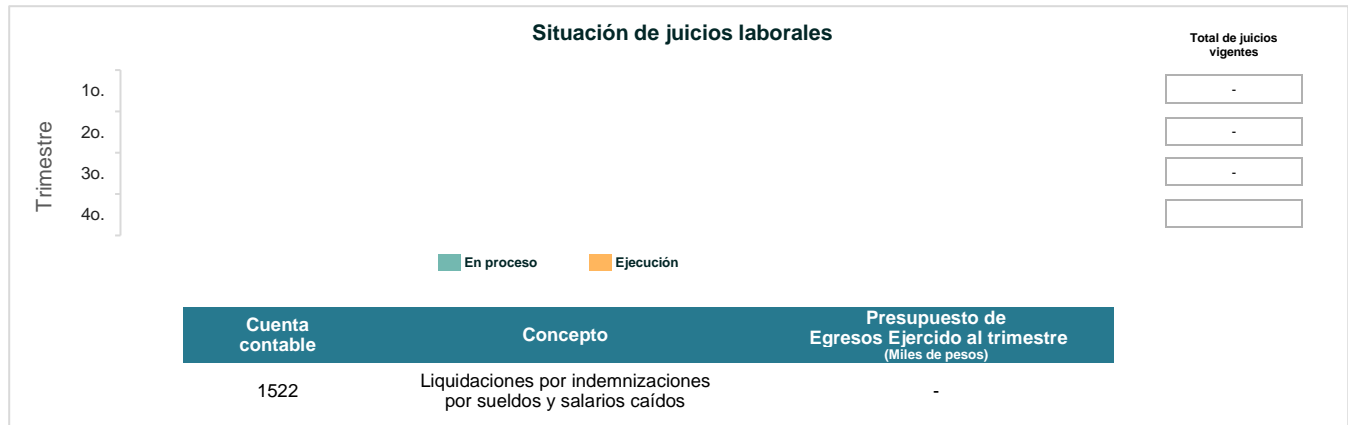 Situación de juicios laborales
Total de juicios
vigentes
Trimestre
1o.
-
2o.
-
3o.
-
4o.
En proceso
Ejecución
Cuenta
contable
Concepto
Presupuesto de
Egresos Ejercido al trimestre
(Miles de pesos)
1522
Liquidaciones por indemnizaciones
por sueldos y salarios caídos
-